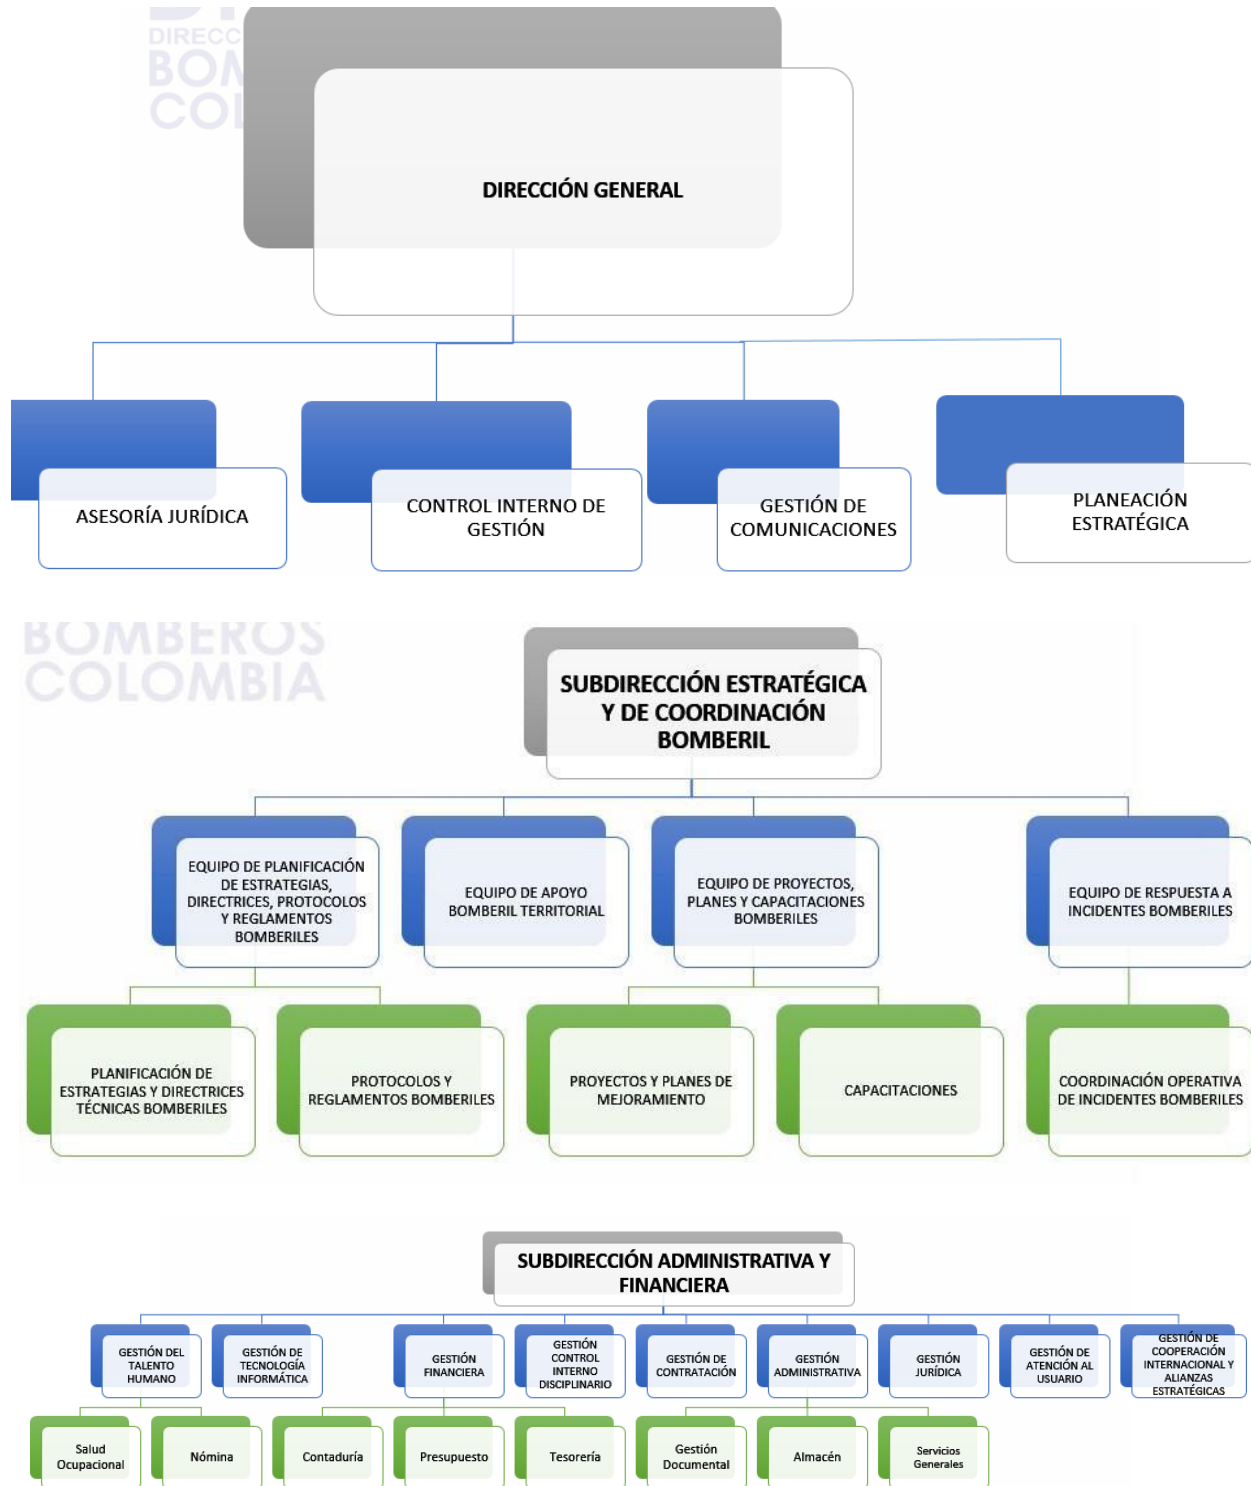 DIRECC
BOM
COL
DIRECCIÓN GENERAL
ASESORÍA JURÍDICA
CONTROL INTERNO DE
GESTIÓN
GESTIÓN DE
COMUNICACIONES
PLANEACIÓN
ESTRATÉGICA
BOMBEROS
COLOMBIA
SUBDIRECCIÓN ESTRATÉGICA
Y DE COORDINACIÓN
BOMBERIL
EQUIPO DE PLANIFICACIÓN
DE ESTRATEGIAS,
DIRECTRICES, PROTOCOLOS
Y REGLAMENTOS
BOMBERILES
EQUIPO DE APOYO
BOMBERIL TERRITORIAL
EQUIPO DE PROYECTOS,
PLANES Y CAPACITACIONES
BOMBERILES
EQUIPO DE RESPUESTA A
INCIDENTES BOMBERILES
PLANIFICACIÓN DE
ESTRATEGIAS Y DIRECTRICES
TÉCNICAS BOMBERILES
PROTOCOLOS Y
REGLAMENTOS BOMBERILES
PROYECTOS Y PLANES DE
MEJORAMIENTO
CAPACITACIONES
COORDINACIÓN OPERATIVA
DE INCIDENTES BOMBERILES
SUBDIRECCIÓN ADMINISTRATIVA Y
FINANCIERA
GESTIÓN DEL
TALENTO
HUMANO
GESTIÓN DE
TECNOLOGÍA
INFORMÁTICA
GESTIÓN
FINANCIERA
GESTIÓN
CONTROL
INTERNO
DISCIPLINARIO
GESTIÓN DE
CONTRATACIÓN
GESTIÓN
ADMINISTRATIVA
GESTIÓN
JURÍDICA
GESTIÓN DE
ATENCIÓN AL
USUARIO
GESTIÓN DE
COOPERACIÓN
INTERNACIONAL Y
ALIANZAS
ESTRATÉGICAS
Salud
Ocupacional
Nómina
Contaduría
Presupuesto
Tesorería
Gestión
Documental
Almacén
Servicios
Generales